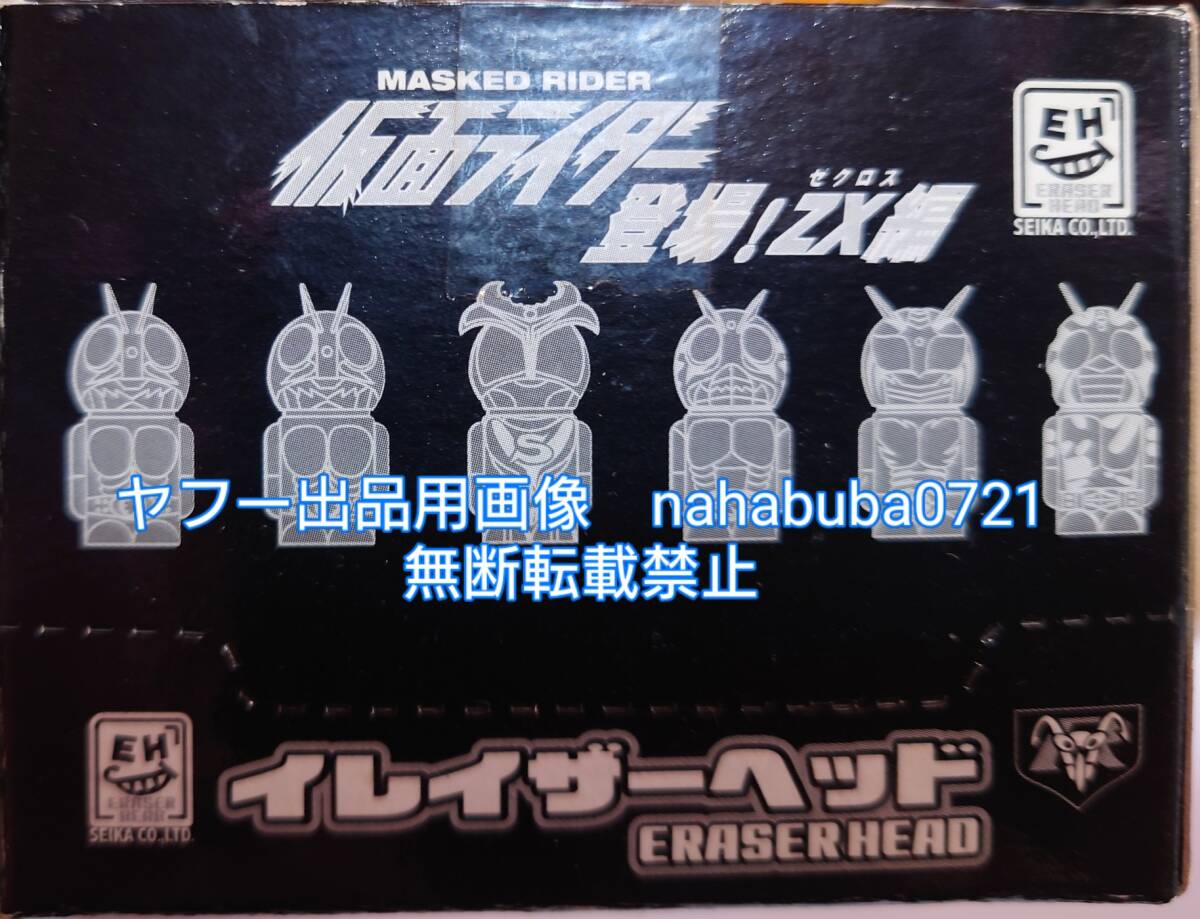 MASKED RIDER
仮面ライダー
ゼクロス
登場!ZX編
EH
ERASER
HEAD
SEIKA CO.,LTD.
S
ヤフー出品用画像 nahabuba0721
無断転載禁止
EH
ERASER
HEAD
SEIKA CO.,LTD.
イレイザーヘッド
ERASER HEAD